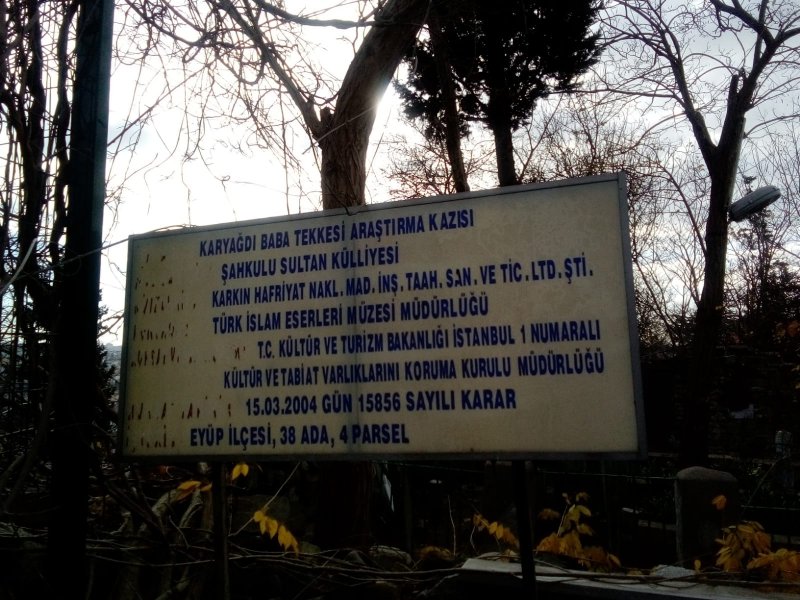 KARYAĞDI BABA TEKKESİ ARAŞTIRMA KAZISI
ŞAHKULU SULTAN KÜLLİYESİ
KARKIN HAFRİYAT NAKL. MAD. İNŞ. TAAH. SAN. VE TİC. LTD. ŞTİ.
TÜRK İSLAM ESERLERİ MÜZESİ MÜDÜRLÜĞÜ
T.C. KÜLTÜR VE TURİZM BAKANLIĞI İSTANBUL 1 NUMARALI
KÜLTÜR VE TABİAT VARLIKLARINI KORUMA KURULU MÜDÜRLÜĞÜ
15.03.2004 GÜN 15856 SAYILI KARAR
EYÜP İLÇESİ, 38 ADA, 4 PARSEL